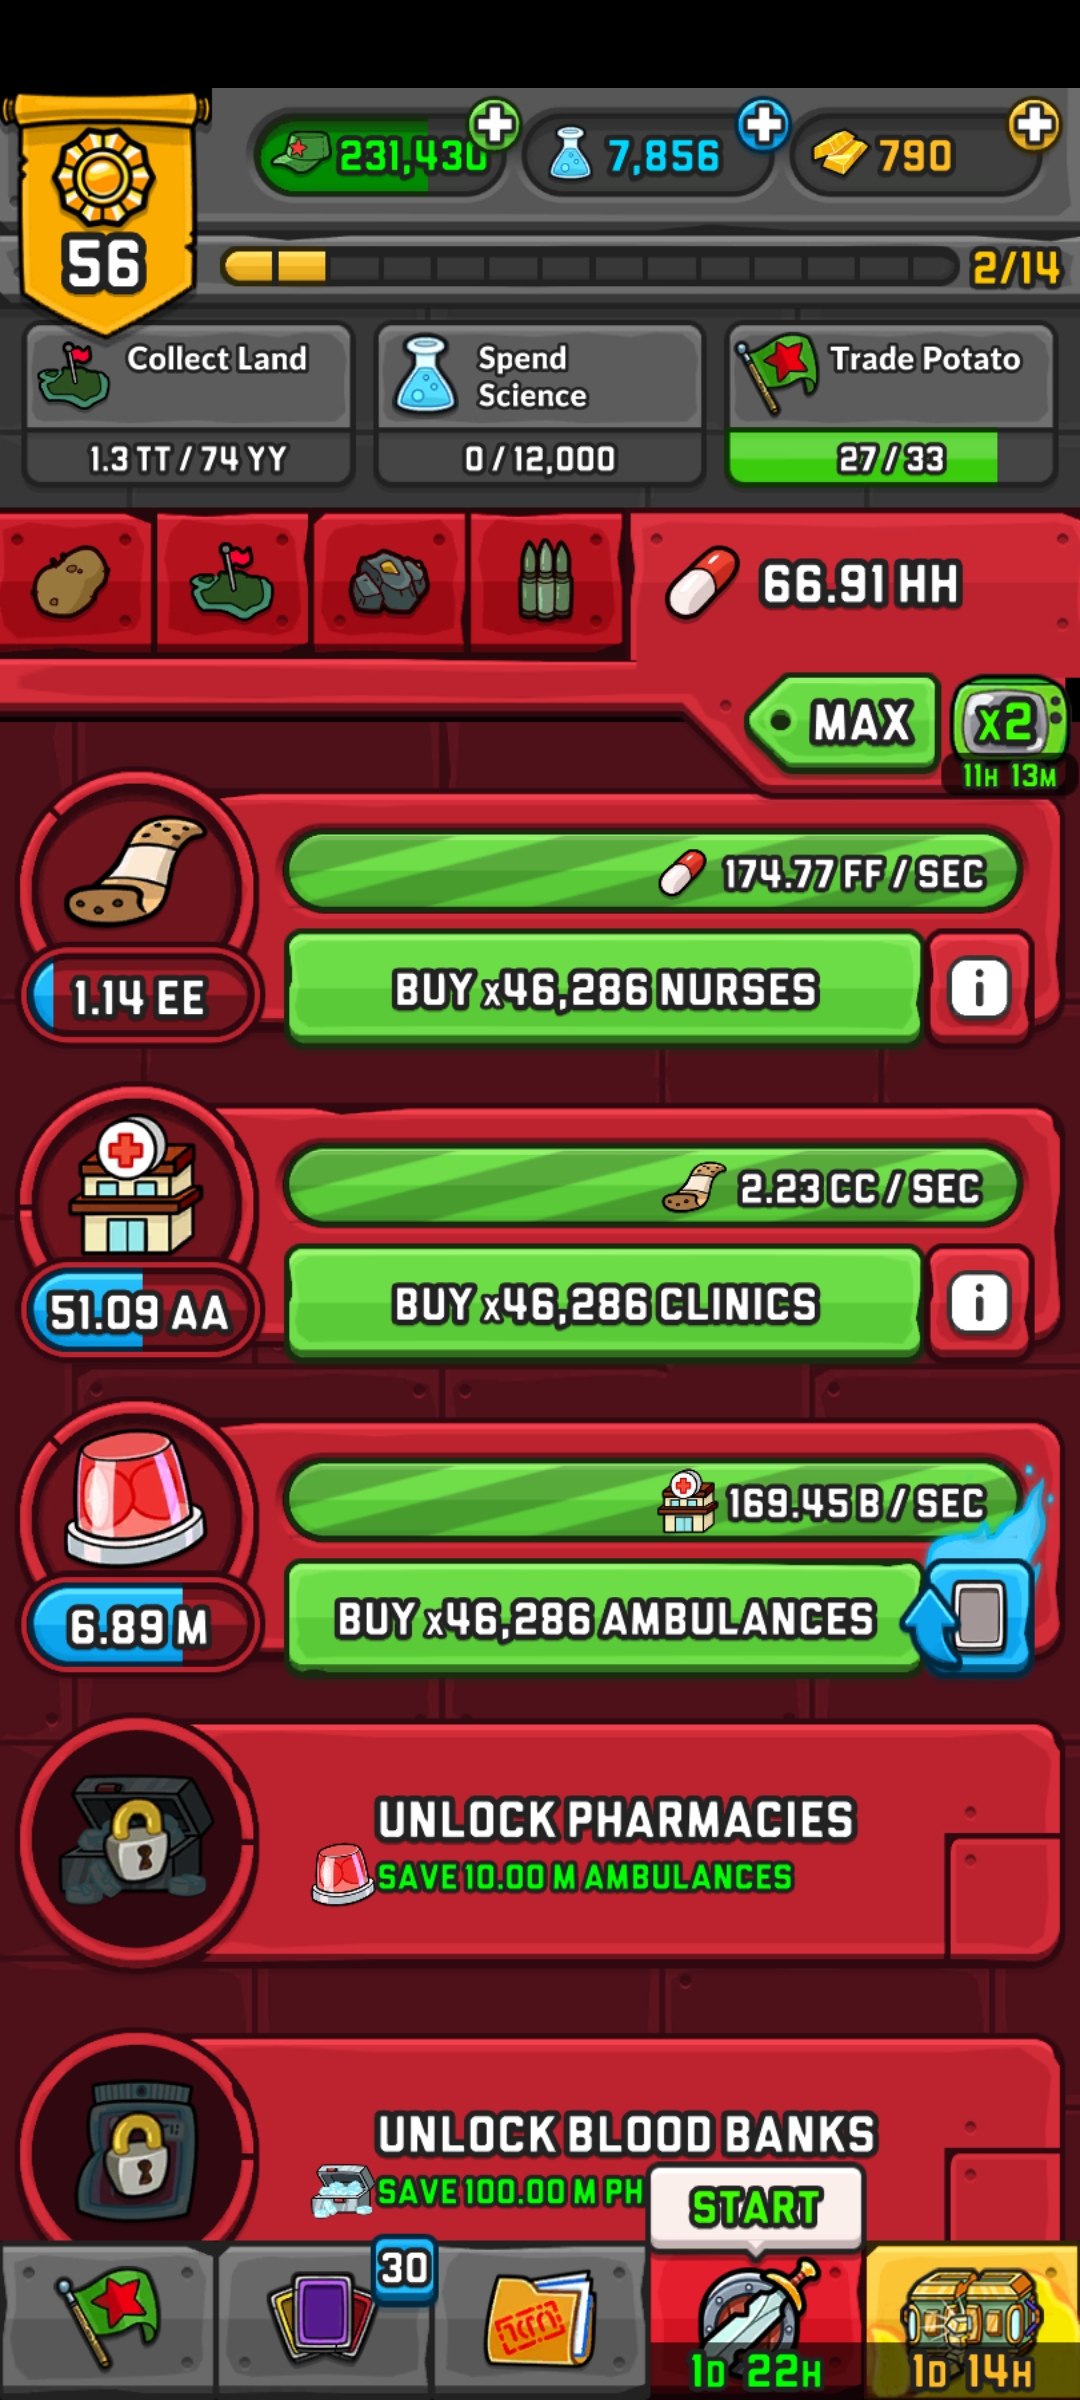 231,430
7,856
790
56
2/14
Collect Land
1.3 TT / 74 YY
Spend
Science
0 / 12,000
Trade Potato
27 / 33
66.91 HH
MAX
x2
11H 13M
174.77 FF / SEC
1.14 EE
BUY x46,286 NURSES
i
2.23 CC / SEC
51.09 AA
BUY x46,286 CLINICS
i
169.45 B / SEC
6.89 M
BUY x46,286 AMBULANCES
UNLOCK PHARMACIES
SAVE 10.00 M AMBULANCES
UNLOCK BLOOD BANKS
SAVE 100.00 M PH
START
30
1D 22H
1D 14H